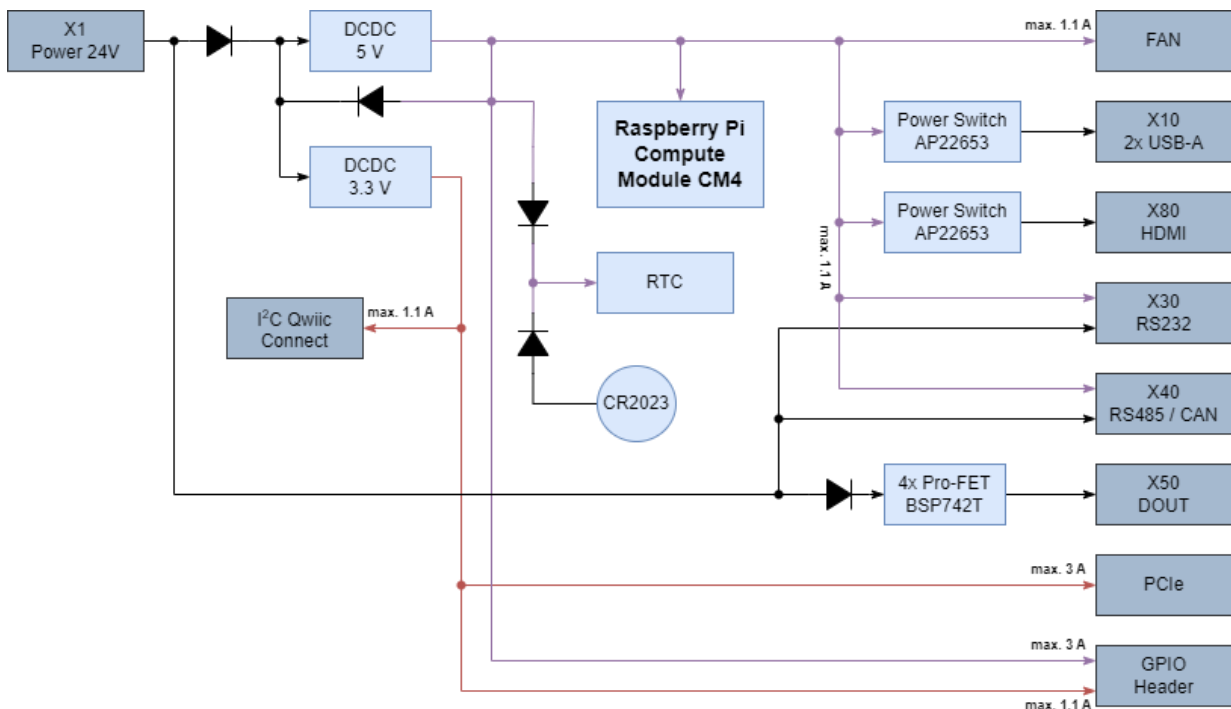 X1
Power 24V
DCDC
5 V
max. 1.1 A
FAN
Raspberry Pi
Compute
Module CM4
Power Switch
AP22653
X10
2x USB-A
DCDC
3.3 V
Power Switch
AP22653
X80
HDMI
max. 1.1 A
RTC
X30
RS232
I²C Qwiic
Connect
max. 1.1 A
CR2023
X40
RS485 / CAN
4x Pro-FET
BSP742T
X50
DOUT
max. 3 A
PCIe
max. 3 A
GPIO
Header
max. 1.1 A